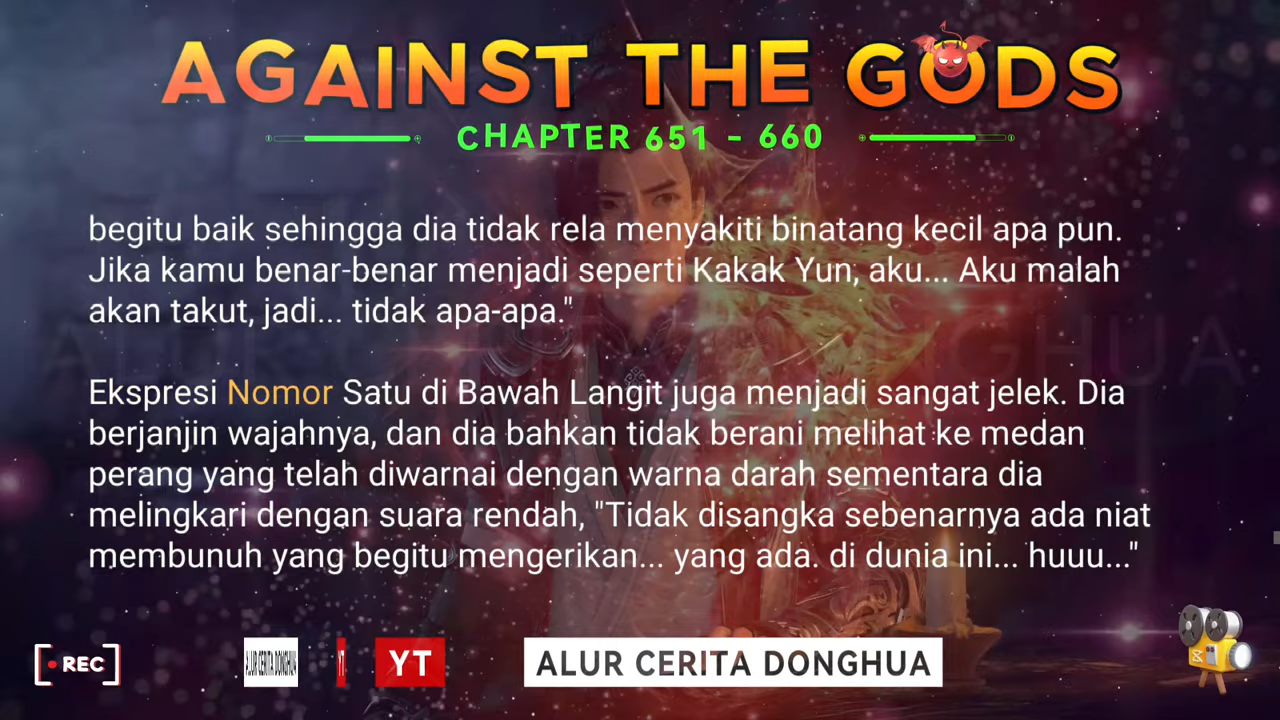 AGAINST THE GODS
CHAPTER 651 - 660
begitu baik sehingga dia tidak rela menyakiti binatang kecil apa pun.
Jika kamu benar-benar menjadi seperti Kakak Yun, aku... Aku malah
akan takut, jadi... tidak apa-apa."
Ekspresi Nomor Satu di Bawah Langit juga menjadi sangat jelek. Dia
berjanjin wajahnya, dan dia bahkan tidak berani melihat ke medan
perang yang telah diwarnai dengan warna darah sementara dia
melingkari dengan suara rendah, "Tidak disangka sebenarnya ada niat
membunuh yang begitu mengerikan... yang ada. di dunia ini... huuu..."
REC
ALUR CERITA DONGHUA
YT
YT
ALUR CERITA DONGHUA